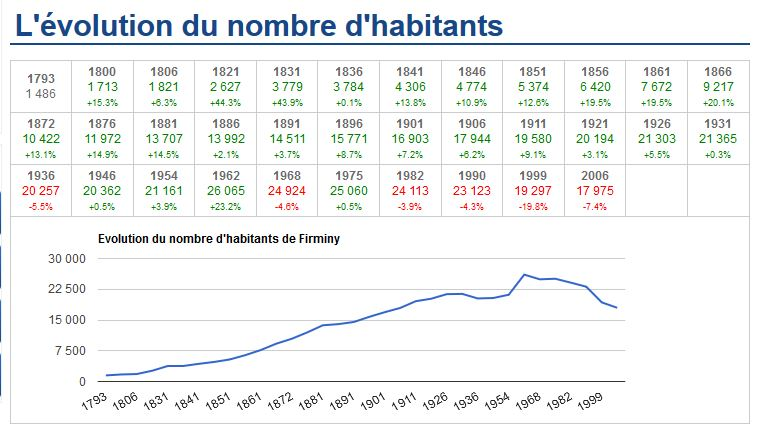 L'évolution du nombre d'habitants
1793 1800 1806 1821 1831 1836 1841 1846 1851 1856 1861 1866
1 486 1 713 1 821 2 627 3 779 3 784 4 306 4 774 5 374 6 420 7 672 9 217
+15.3% +6.3% +44.3% +43.9% +0.1% +13.8% +10.9% +12.6% +19.5% +19.5% +20.1%
1872 1876 1881 1886 1891 1896 1901 1906 1911 1921 1926 1931
10 422 11 972 13 707 13 992 14 511 15 771 16 903 17 944 19 580 20 194 21 303 21 365
+13.1% +14.9% +14.5% +2.1% +3.7% +8.7% +7.2% +6.2% +9.1% +3.1% +5.5% +0.3%
1936 1946 1954 1962 1968 1975 1982 1990 1999 2006
20 257 20 362 21 161 26 065 24 924 25 060 24 113 23 123 19 297 17 975
-5.5% +0.5% +3.9% +23.2% -4.6% +0.5% -3.9% -4.3% -19.8% -7.4%
Evolution du nombre d'habitants de Firminy
30 000
22 500
15 000
7 500
0
1793 1806 1831 1841 1851 1872 1881 1891 1901 1911 1926 1936 1954 1968 1982 1999